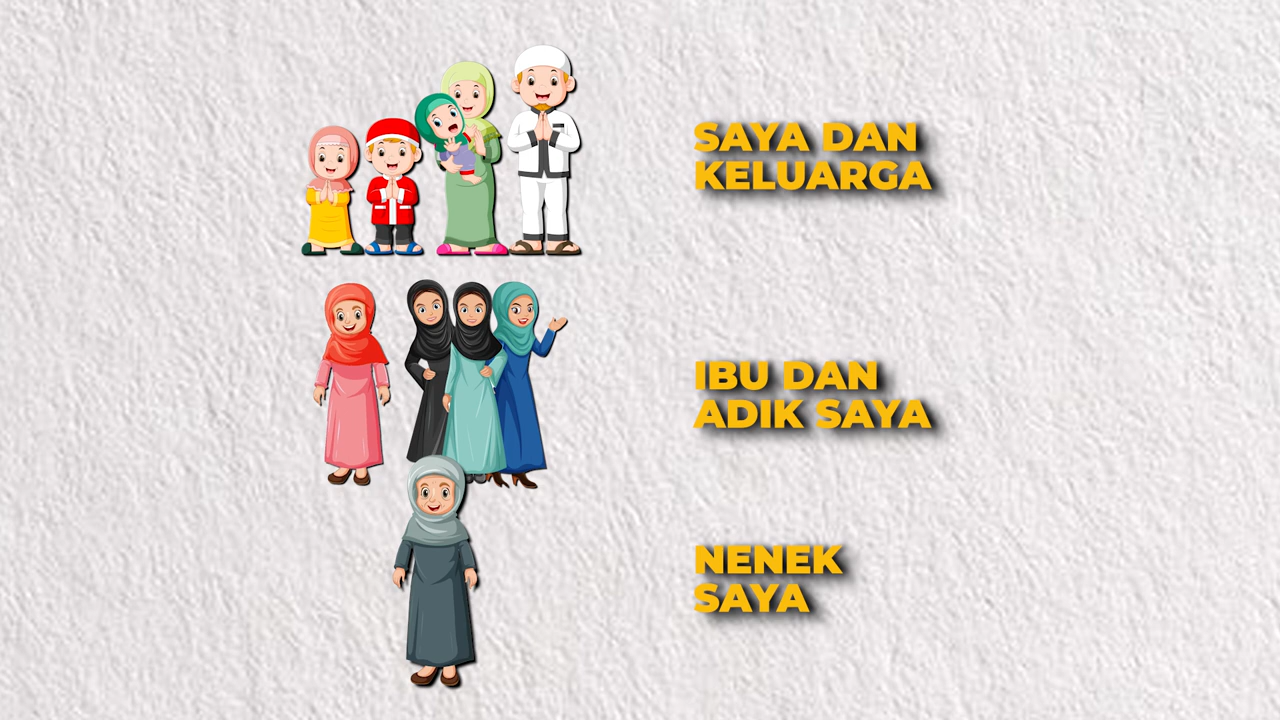 SAYA DAN
KELUARGA
IBU DAN
ADIK SAYA
NENEK
SAYA